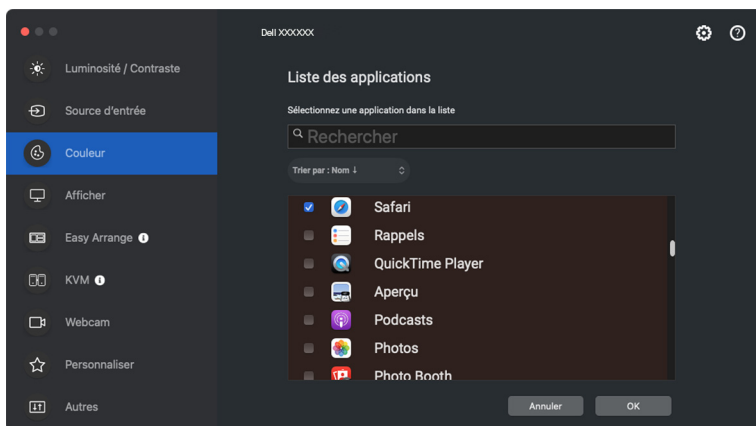 Dell XXXXXX
Luminosité / Contraste
Source d'entrée
Couleur
Afficher
Easy Arrange
KVM
Webcam
Personnaliser
Autres
Liste des applications
Sélectionnez une application dans la liste
Rechercher
Trier par : Nom ↓
Safari
Rappels
QuickTime Player
Aperçu
Podcasts
Photos
Photo Booth
Annuler
OK